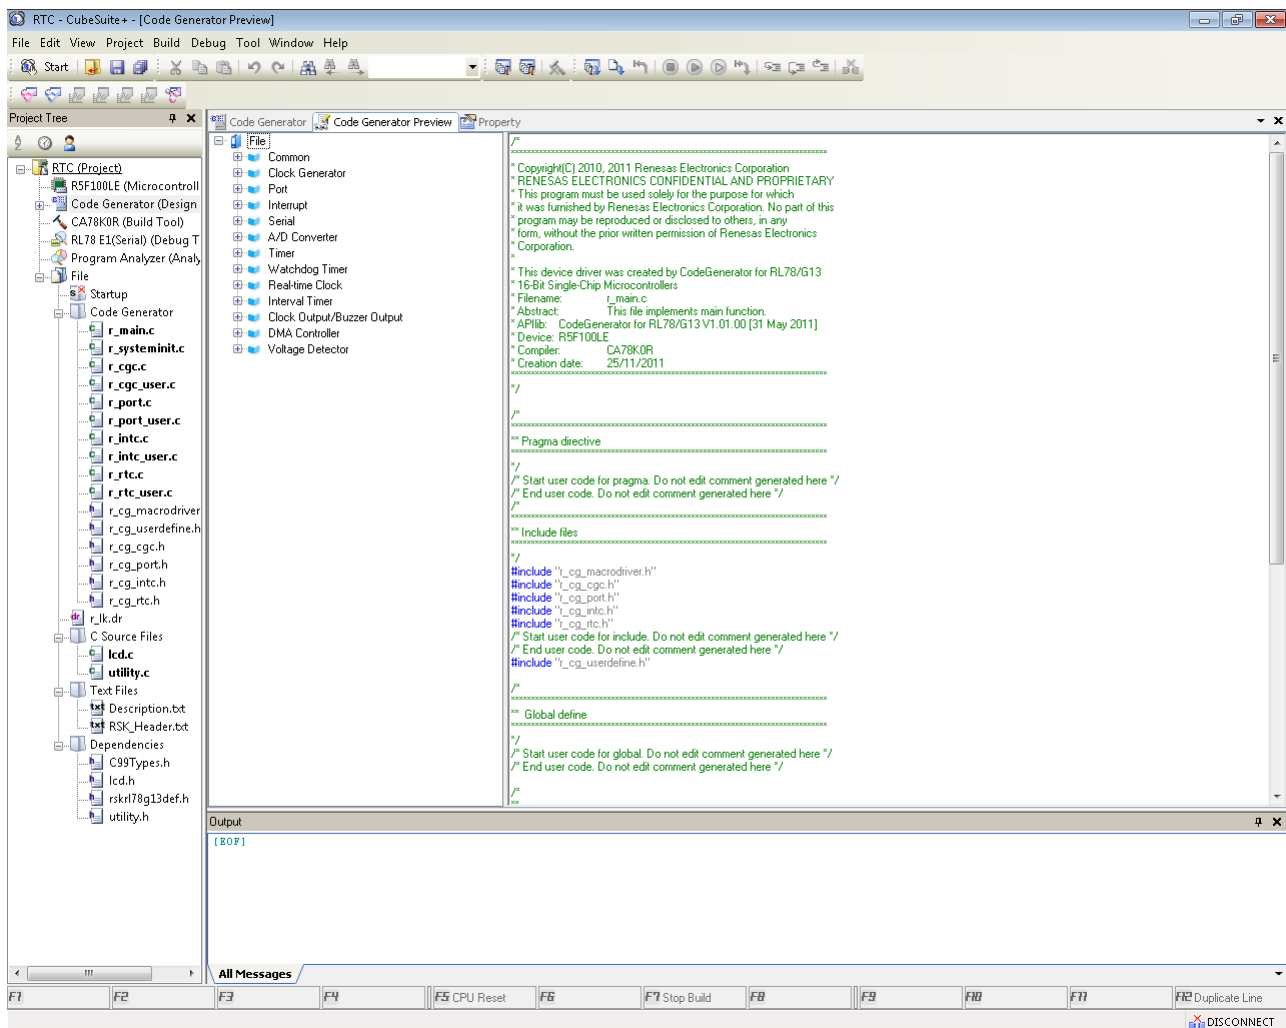 RTC - CubeSuite+ - [Code Generator Preview]
File Edit View Project Build Debug Tool Window Help
Start
Project Tree
RTC (Project)
R5F100LE (Microcontroll
Code Generator (Design
CA78K0R (Build Tool)
RL78 E1(Serial) (Debug T
Program Analyzer (Analy
File
Startup
Code Generator
r_main.c
r_systeminit.c
r_cgc.c
r_cgc_user.c
r_port.c
r_port_user.c
r_intc.c
r_intc_user.c
r_rtc.c
r_rtc_user.c
r_cg_macrodriver
r_cg_userdefine.h
r_cg_cgc.h
r_cg_port.h
r_cg_intc.h
r_cg_rtc.h
r_lk.dr
C Source Files
lcd.c
utility.c
Text Files
Description.txt
RSK_Header.txt
Dependencies
C99Types.h
lcd.h
rskrl78g13def.h
utility.h
Code Generator Code Generator Preview Property
File
Common
Clock Generator
Port
Interrupt
Serial
A/D Converter
Timer
Watchdog Timer
Real-time Clock
Interval Timer
Clock Output/Buzzer Output
DMA Controller
Voltage Detector
/*
* Copyright(C) 2010, 2011 Renesas Electronics Corporation
* RENESAS ELECTRONICS CONFIDENTIAL AND PROPRIETARY
* This program must be used solely for the purpose for which
* it was furnished by Renesas Electronics Corporation. No part of this
* program may be reproduced or disclosed to others, in any
* form, without the prior written permission of Renesas Electronics
* Corporation.
*
* This device driver was created by CodeGenerator for RL78/G13
* 16-Bit Single-Chip Microcontrollers
* Filename: r_main.c
* Abstract: This file implements main function.
* APIlib: CodeGenerator for RL78/G13 V1.01.00 [31 May 2011]
* Device: R5F100LE
* Compiler: CA78K0R
* Creation date: 25/11/2011
*/
/*
** Pragma directive
*/
/* Start user code for pragma. Do not edit comment generated here */
/* End user code. Do not edit comment generated here */
/*
** Include files
*/
#include "r_cg_macrodriver.h"
#include "r_cg_cgc.h"
#include "r_cg_port.h"
#include "r_cg_intc.h"
#include "r_cg_rtc.h"
/* Start user code for include. Do not edit comment generated here */
/* End user code. Do not edit comment generated here */
#include "r_cg_userdefine.h"
/*
** Global define
*/
/* Start user code for global. Do not edit comment generated here */
/* End user code. Do not edit comment generated here */
/*
**
Output
[EOF]
All Messages
F1 F2 F3 F4 F5 CPU Reset F6 F7 Stop Build F8 F9 F10 F11 F12 Duplicate Line
DISCONNECT